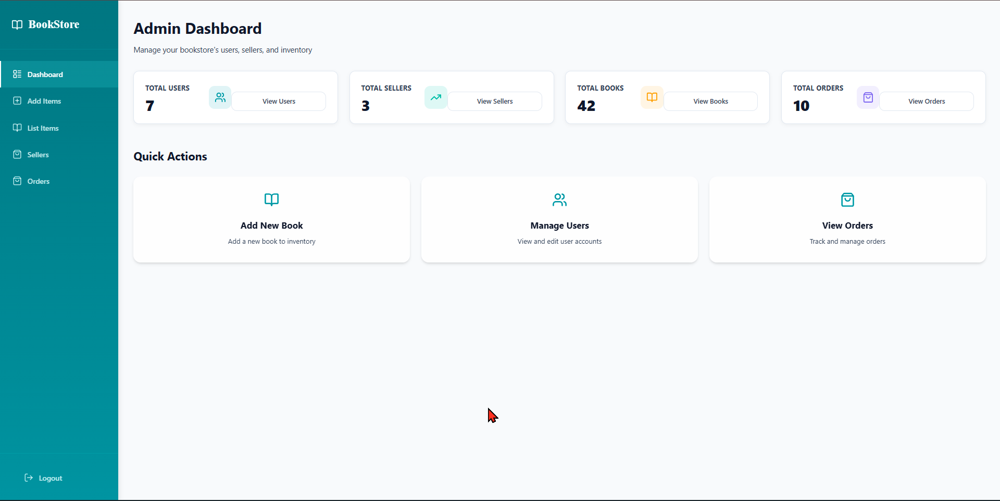 BookStore
Dashboard
Add Items
List Items
Sellers
Orders
Logout
Admin Dashboard
Manage your bookstore's users, sellers, and inventory
TOTAL USERS
7
View Users
TOTAL SELLERS
3
View Sellers
TOTAL BOOKS
42
View Books
TOTAL ORDERS
10
View Orders
Quick Actions
Add New Book
Add a new book to inventory
Manage Users
View and edit user accounts
View Orders
Track and manage orders